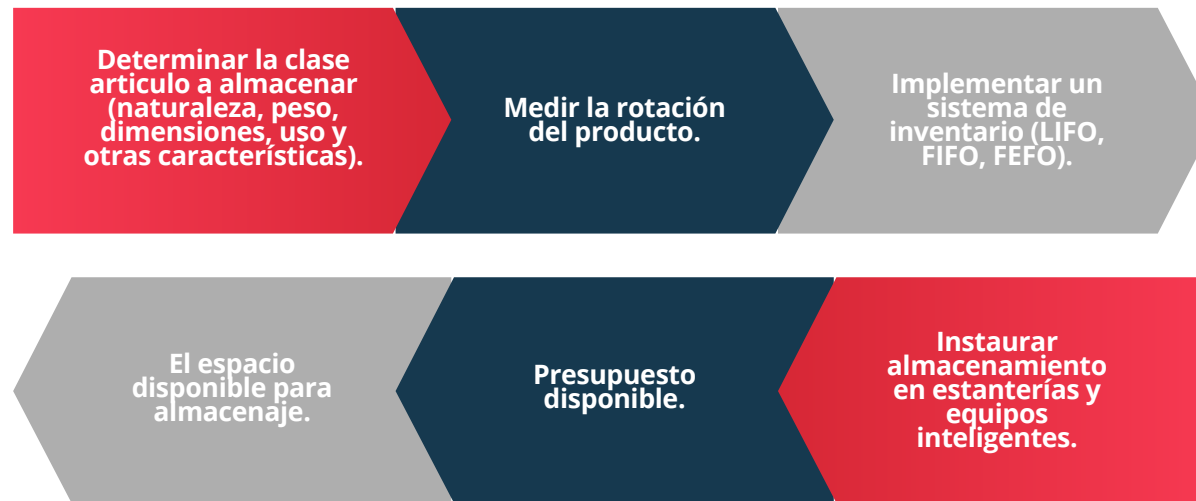 Determinar la clase
articulo a almacenar
(naturaleza, peso,
dimensiones, uso y
otras características).
Medir la rotación
del producto.
Implementar un
sistema de
inventario (LIFO,
FIFO, FEFO).
Instaurar
almacenamiento
en estanterías y
equipos
inteligentes.
Presupuesto
disponible.
El espacio
disponible para
almacenaje.